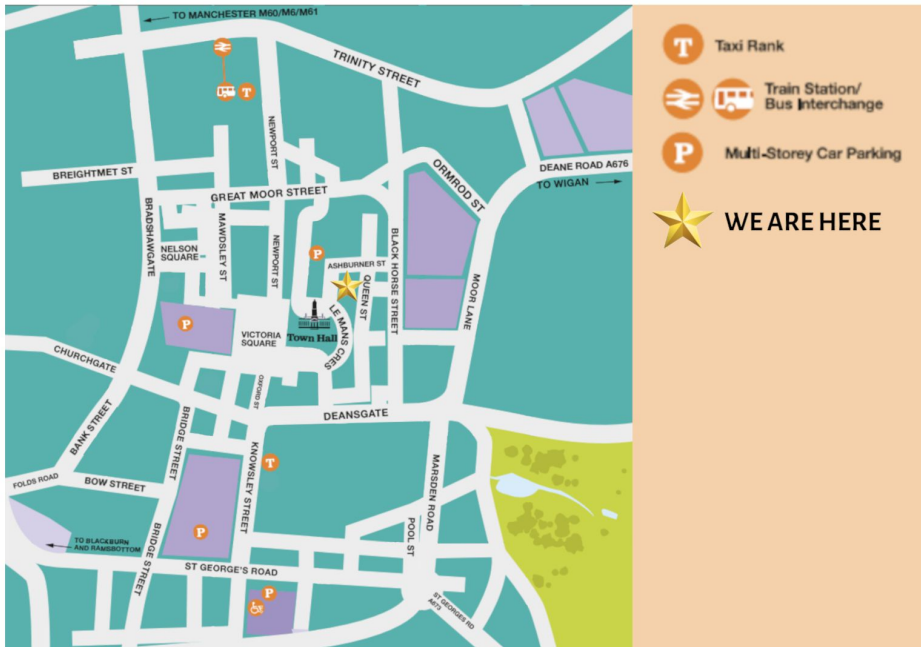 TO MANCHESTER M60/M6/M61
TRINITY STREET
T
NEWPORT ST
BREIGHTMET ST
GREAT MOOR STREET
ORMROD ST
DEANE ROAD A676
TO WIGAN
BRADSHAWGATE
MAWDSLEY ST
NEWPORT ST
NELSON
SQUARE
P
ASHBURNER ST
QUEEN ST
BLACK HORSE STREET
MOOR LANE
P
VICTORIA
SQUARE
Town Hall
LE MANS CRES
CHURCHGATE
OXFORD ST
DEANSGATE
BANK STREET
BRIDGE STREET
KNOWSLEY STREET
T
MARSDEN ROAD
FOLDS ROAD
BOW STREET
P
POOL ST
BRIDGE STREET
TO BLACKBURN
AND RAMSBOTTOM
ST GEORGE'S ROAD
P
ST GEORGES RD
A673
T
Taxi Rank
Train Station/
Bus Interchange
P
Multi-Storey Car Parking
WE ARE HERE